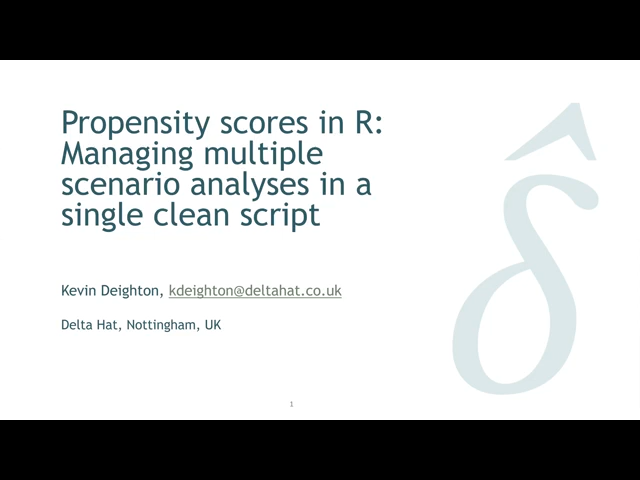 Propensity scores in R:
Managing multiple
scenario analyses in a
single clean script
Kevin Deighton, kdeighton@deltahat.co.uk
Delta Hat, Nottingham, UK
1